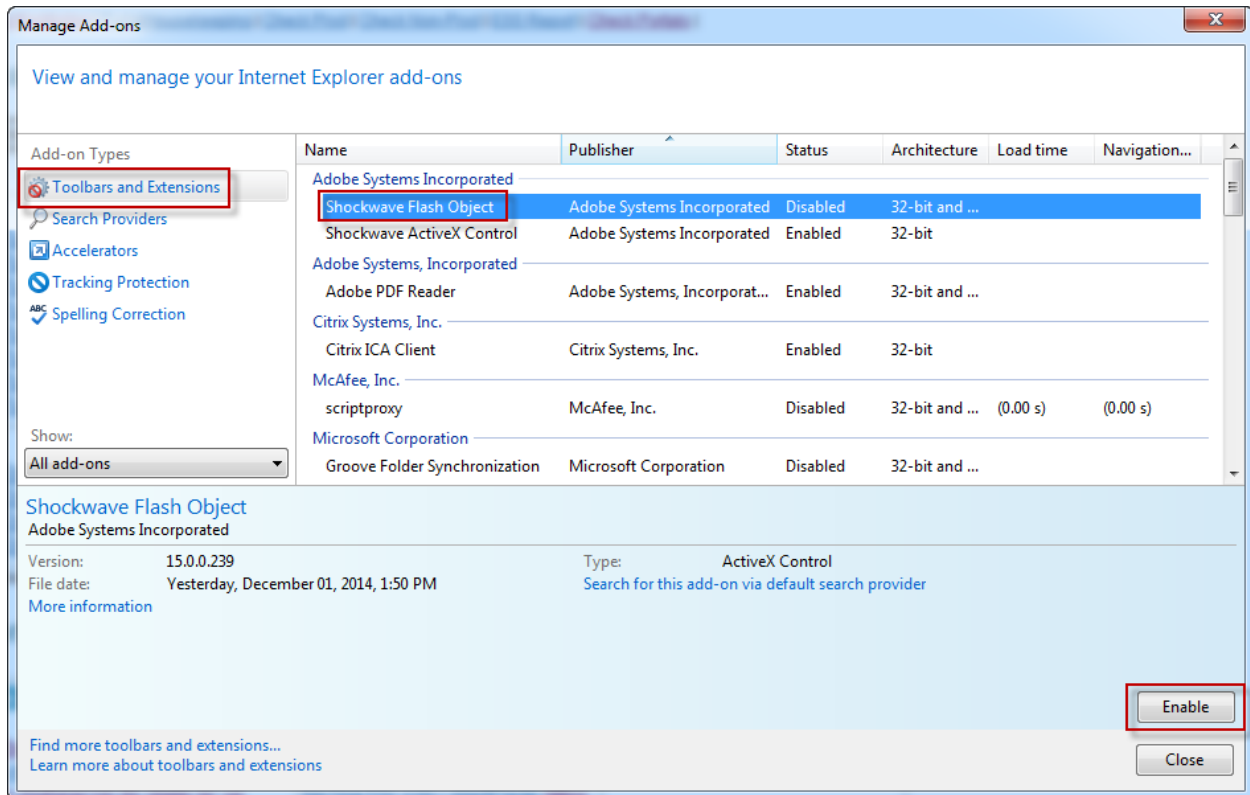 Manage Add-ons
View and manage your Internet Explorer add-ons
Add-on Types
Toolbars and Extensions
Search Providers
Accelerators
Tracking Protection
ABC Spelling Correction
Show:
All add-ons
Name Publisher Status Architecture Load time Navigation...
Adobe Systems Incorporated
Shockwave Flash Object Adobe Systems Incorporated Disabled 32-bit and ...
Shockwave ActiveX Control Adobe Systems Incorporated Enabled 32-bit
Adobe Systems, Incorporated
Adobe PDF Reader Adobe Systems, Incorporat... Enabled 32-bit and ...
Citrix Systems, Inc.
Citrix ICA Client Citrix Systems, Inc. Enabled 32-bit
McAfee, Inc.
scriptproxy McAfee, Inc. Disabled 32-bit and ... (0.00 s) (0.00 s)
Microsoft Corporation
Groove Folder Synchronization Microsoft Corporation Disabled 32-bit and ...
Shockwave Flash Object
Adobe Systems Incorporated
Version: 15.0.0.239 Type: ActiveX Control
File date: Yesterday, December 01, 2014, 1:50 PM Search for this add-on via default search provider
More information
Enable
Find more toolbars and extensions...
Learn more about toolbars and extensions
Close